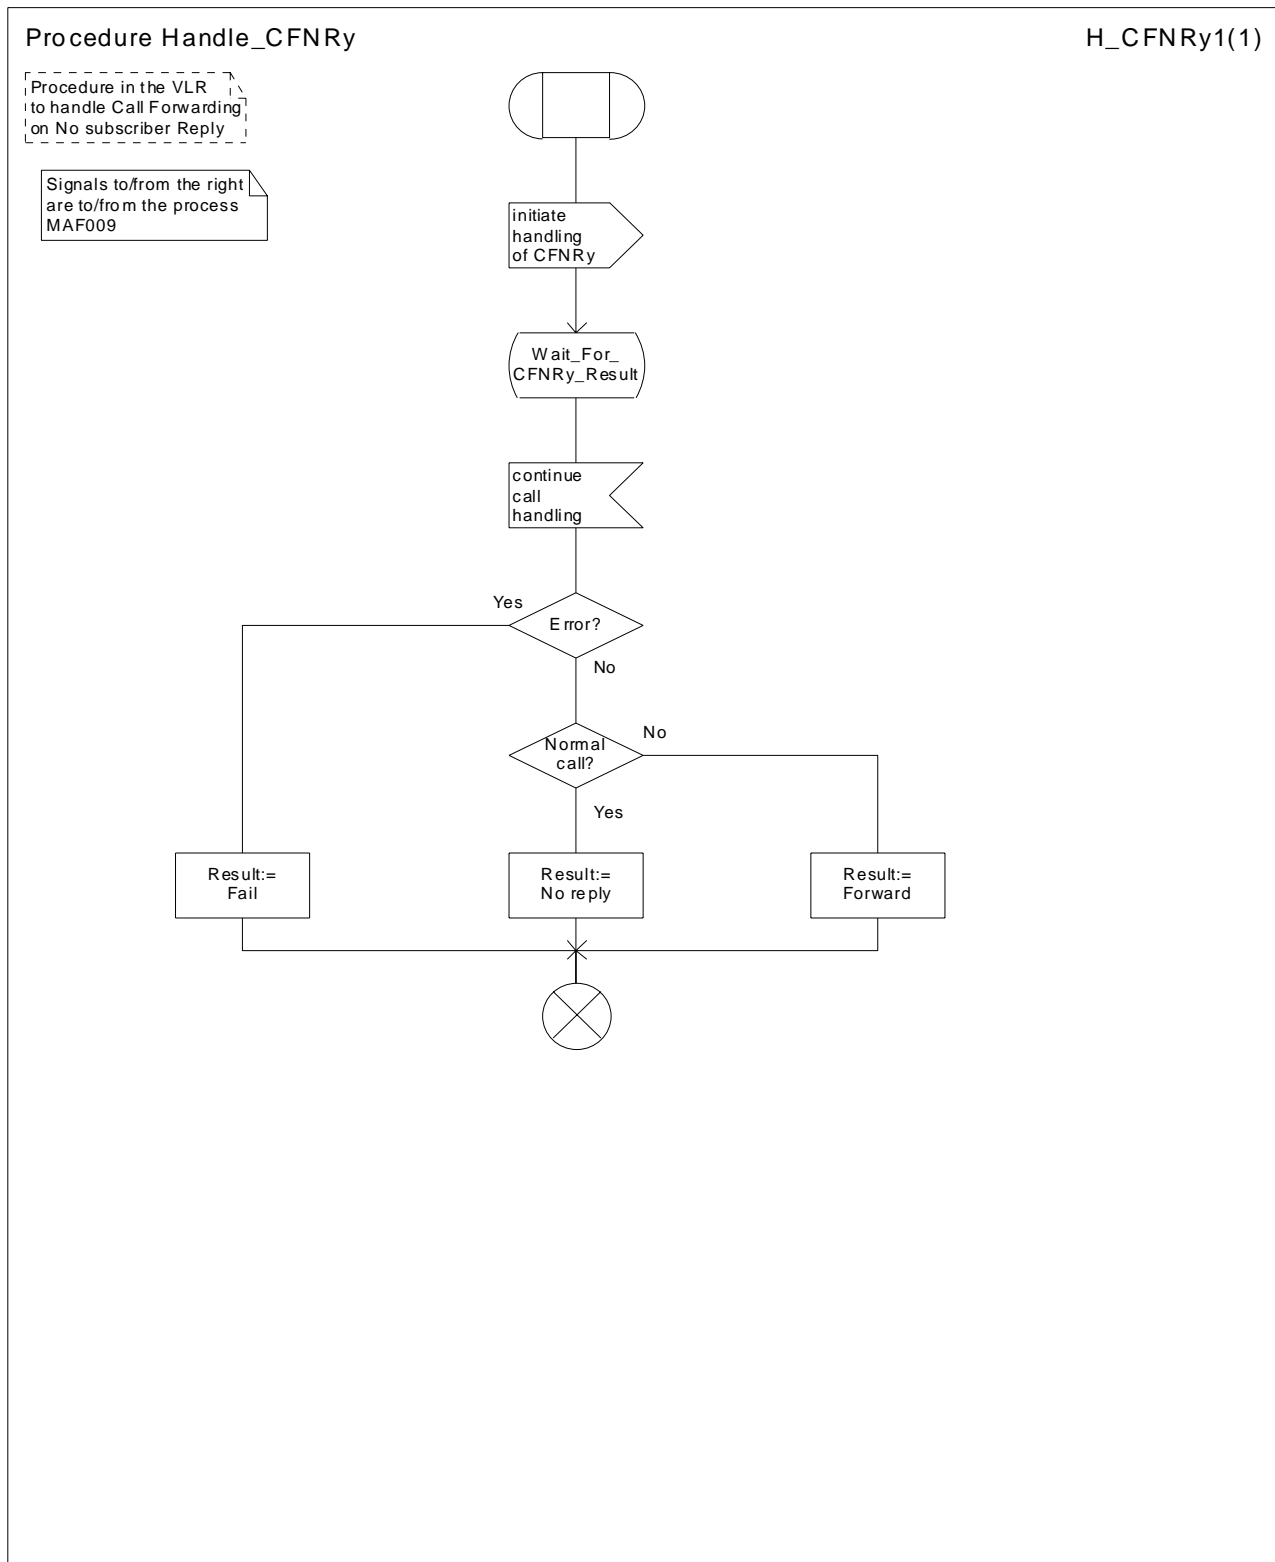 Procedure Handle_CFNRy
H_CFNRy1(1)
Procedure in the VLR
to handle Call Forwarding
on No subscriber Reply
Signals to/from the right
are to/from the process
MAF009
initiate
handling
of CFNRy
Wait_For_
CFNRy_Result
continue
call
handling
Yes
Error?
No
Normal
call?
No
Yes
Result:=
Fail
Result:=
No reply
Result:=
Forward